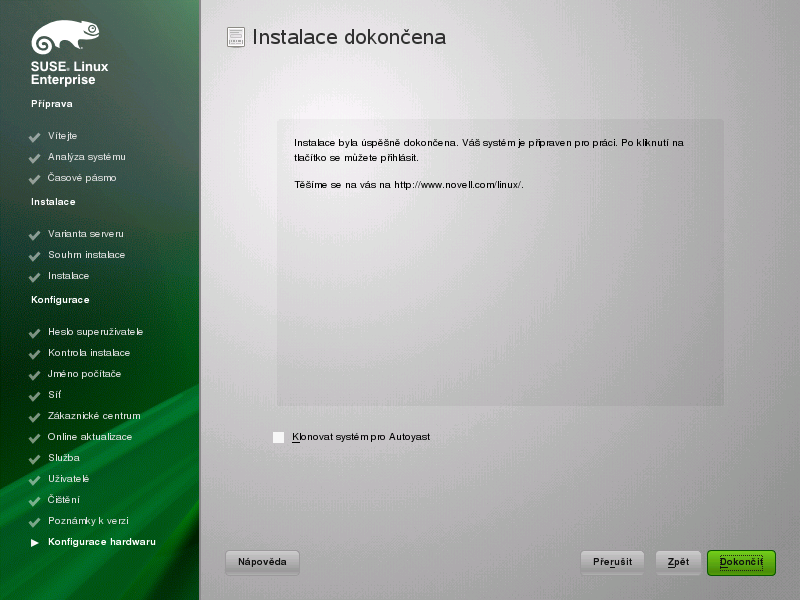 SUSE® Linux
Enterprise
Příprava
Vítejte
Analýza systému
Časové pásmo
Instalace
Varianta serveru
Souhrn instalace
Instalace
Konfigurace
Heslo superuživatele
Kontrola instalace
Jméno počítače
Síť
Zákaznické centrum
Online aktualizace
Služba
Uživatelé
Čištění
Poznámky k verzi
Konfigurace hardwaru
Instalace dokončena
Instalace byla úspěšně dokončena. Váš systém je připraven pro práci. Po kliknutí na
tlačítko se můžete přihlásit.
Těšíme se na vás na http://www.novell.com/linux/.
Klonovat systém pro Autoyast
Nápověda
Přerušit
Zpět
Dokončit